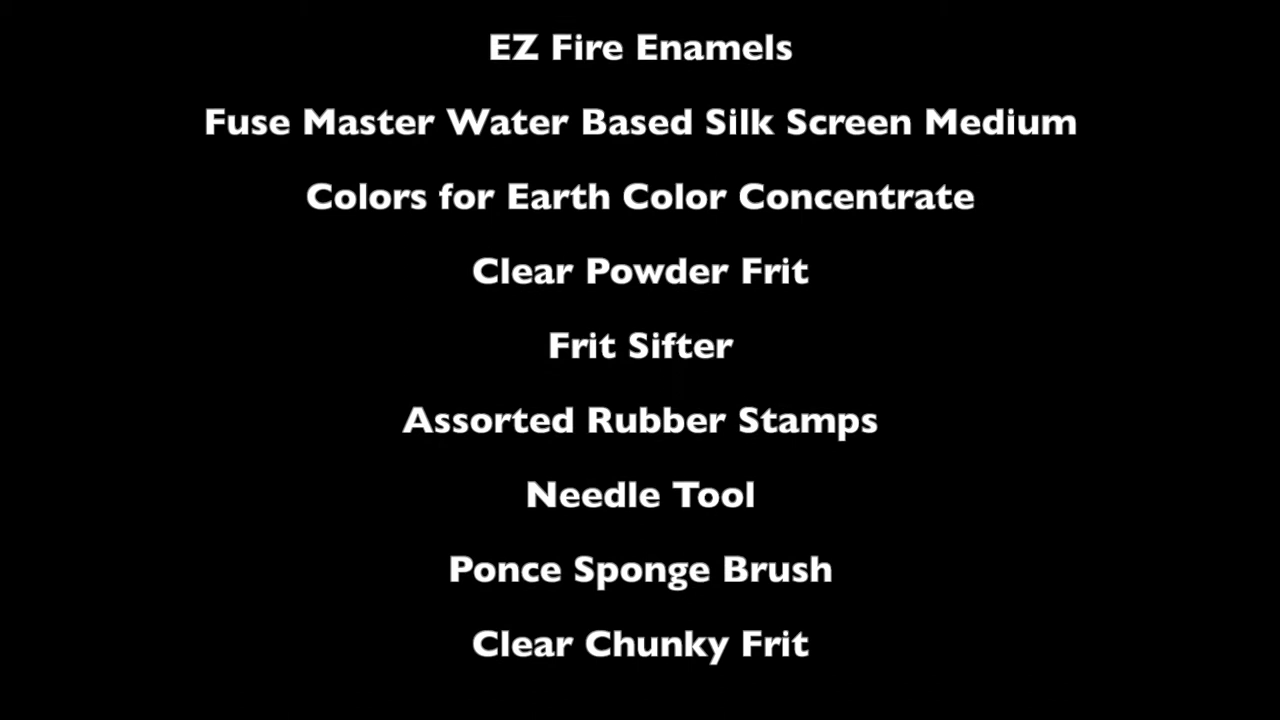 EZ Fire Enamels
Fuse Master Water Based Silk Screen Medium
Colors for Earth Color Concentrate
Clear Powder Frit
Frit Sifter
Assorted Rubber Stamps
Needle Tool
Ponce Sponge Brush
Clear Chunky Frit